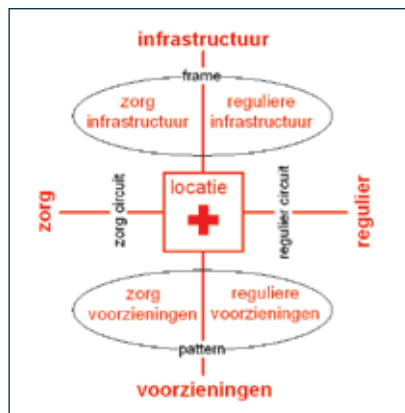 infrastructuur
frame
zorg
infrastructuur
reguliere
infrastructuur
zorg
zorg circuit
locatie
regulier circuit
regulier
zorg
voorzieningen
reguliere
voorzieningen
pattern
voorzieningen